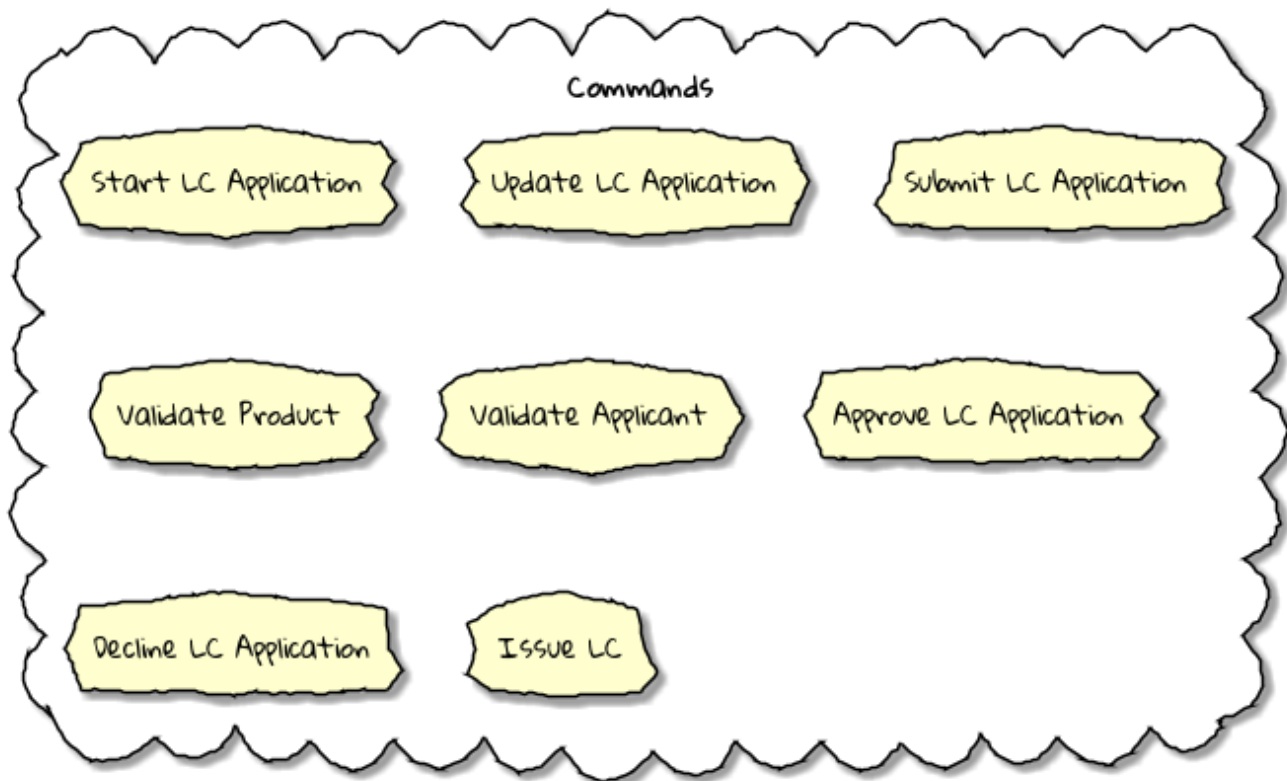 Commands
Start LC Application
Update LC Application
Submit LC Application
Validate Product
Validate Applicant
Approve LC Application
Decline LC Application
Issue LC